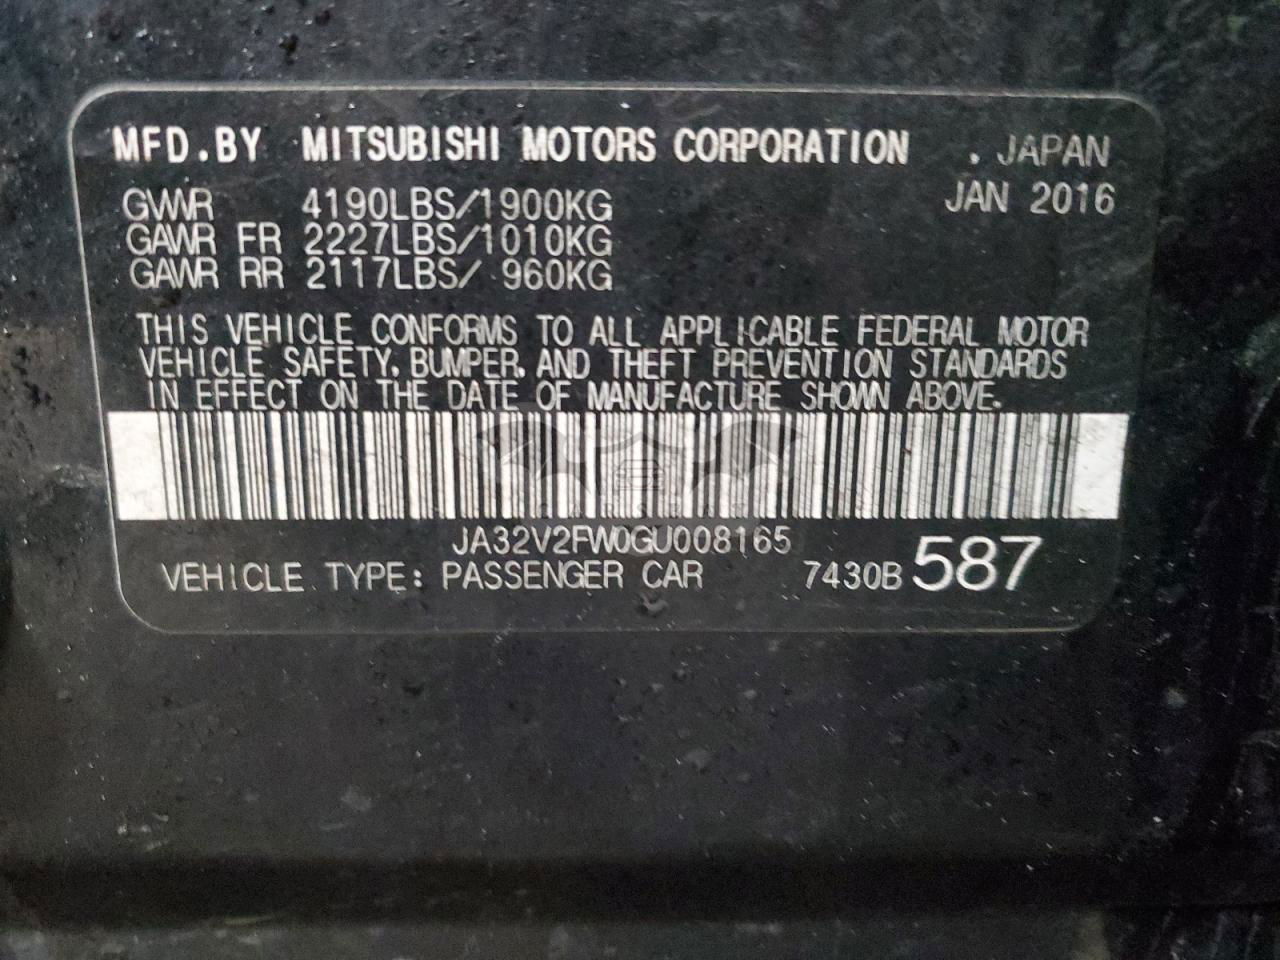 MFD.BY MITSUBISHI MOTORS CORPORATION . JAPAN
GVWR 4190LBS/1900KG JAN 2016
GAWR FR 2227LBS/1010KG
GAWR RR 2117LBS/ 960KG
THIS VEHICLE CONFORMS TO ALL APPLICABLE FEDERAL MOTOR
VEHICLE SAFETY, BUMPER, AND THEFT PREVENTION STANDARDS
IN EFFECT ON THE DATE OF MANUFACTURE SHOWN ABOVE.
JA32V2FW0GU008165
VEHICLE TYPE: PASSENGER CAR 7430B 587